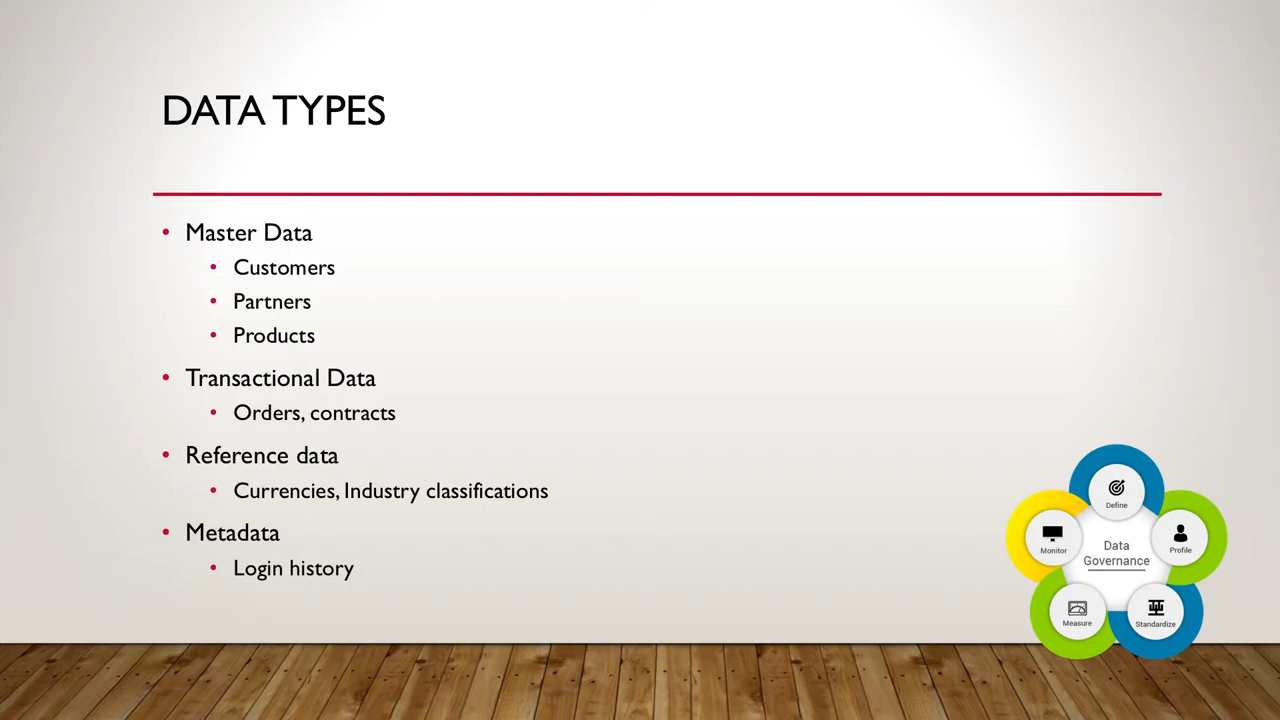 DATA TYPES
• Master Data
• Customers
• Partners
• Products
• Transactional Data
• Orders, contracts
• Reference data
• Currencies, Industry classifications
• Metadata
• Login history
Define
Monitor
Data
Governance
Profile
Measure
Standardize